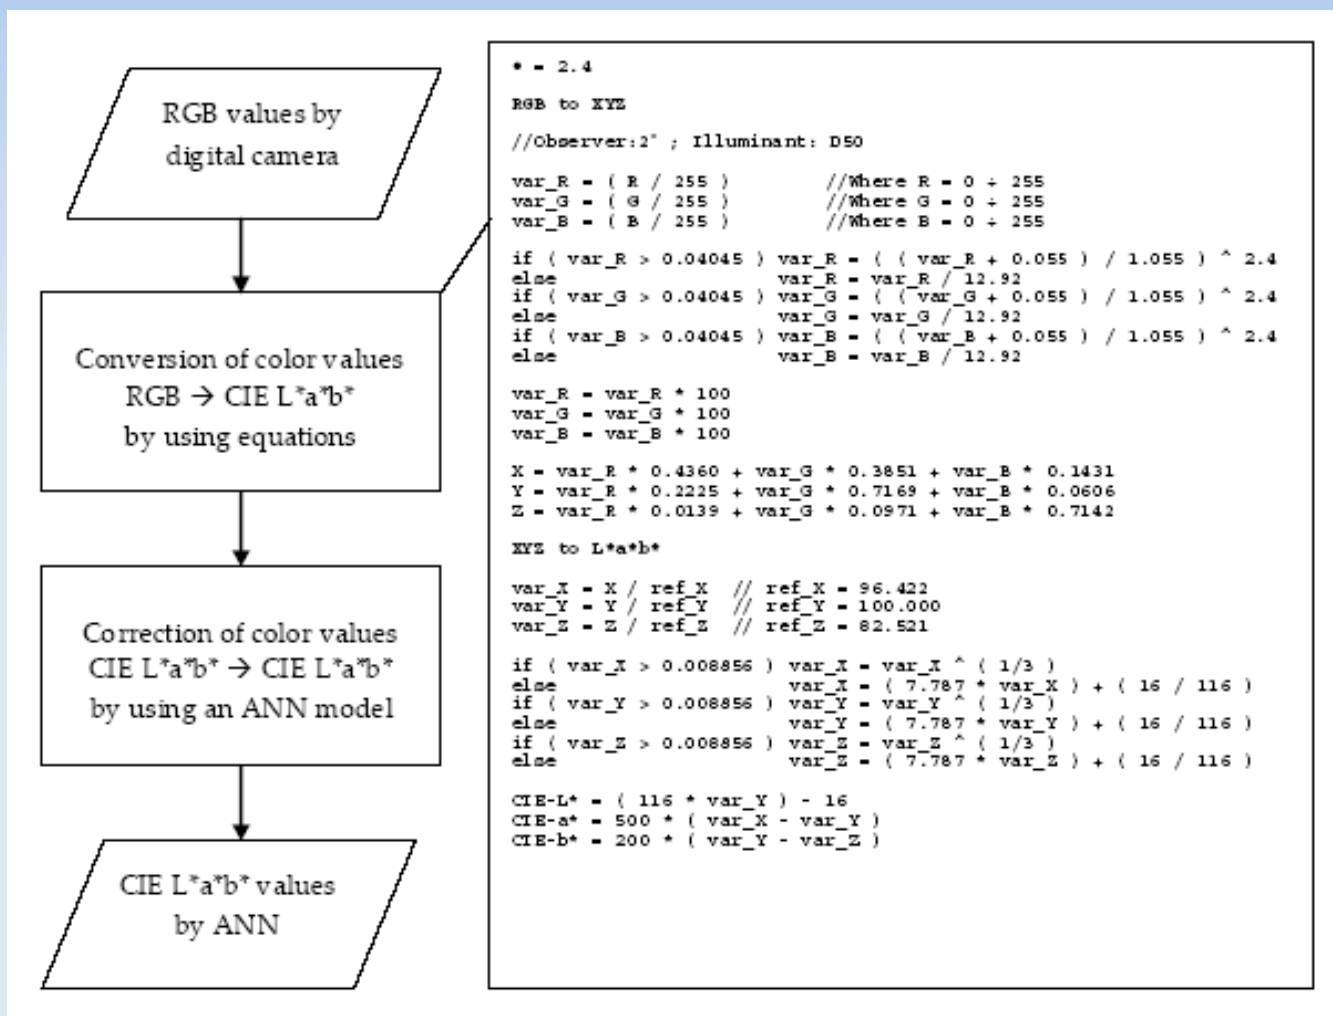 RGB values by
digital camera
Conversion of color values
RGB → CIE L*a*b*
by using equations
Correction of color values
CIE L*a*b* → CIE L*a*b*
by using an ANN model
CIE L*a*b* values
by ANN
• = 2.4
RGB to XYZ
//Observer:2° ; Illuminant: D50
var_R = ( R / 255 ) //Where R = 0 ÷ 255
var_G = ( G / 255 ) //Where G = 0 ÷ 255
var_B = ( B / 255 ) //Where B = 0 ÷ 255
if ( var_R > 0.04045 ) var_R = ( ( var_R + 0.055 ) / 1.055 ) ^ 2.4
else var_R = var_R / 12.92
if ( var_G > 0.04045 ) var_G = ( ( var_G + 0.055 ) / 1.055 ) ^ 2.4
else var_G = var_G / 12.92
if ( var_B > 0.04045 ) var_B = ( ( var_B + 0.055 ) / 1.055 ) ^ 2.4
else var_B = var_B / 12.92
var_R = var_R * 100
var_G = var_G * 100
var_B = var_B * 100
X = var_R * 0.4360 + var_G * 0.3851 + var_B * 0.1431
Y = var_R * 0.2225 + var_G * 0.7169 + var_B * 0.0606
Z = var_R * 0.0139 + var_G * 0.0971 + var_B * 0.7142
XYZ to L*a*b*
var_X = X / ref_X // ref_X = 96.422
var_Y = Y / ref_Y // ref_Y = 100.000
var_Z = Z / ref_Z // ref_Z = 82.521
if ( var_X > 0.008856 ) var_X = var_X ^ ( 1/3 )
else var_X = ( 7.787 * var_X ) + ( 16 / 116 )
if ( var_Y > 0.008856 ) var_Y = var_Y ^ ( 1/3 )
else var_Y = ( 7.787 * var_Y ) + ( 16 / 116 )
if ( var_Z > 0.008856 ) var_Z = var_Z ^ ( 1/3 )
else var_Z = ( 7.787 * var_Z ) + ( 16 / 116 )
CIE-L* = ( 116 * var_Y ) - 16
CIE-a* = 500 * ( var_X - var_Y )
CIE-b* = 200 * ( var_Y - var_Z )